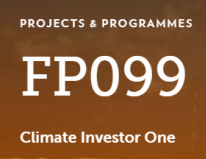 PROJECTS & PROGRAMMES
FP099
Climate Investor One